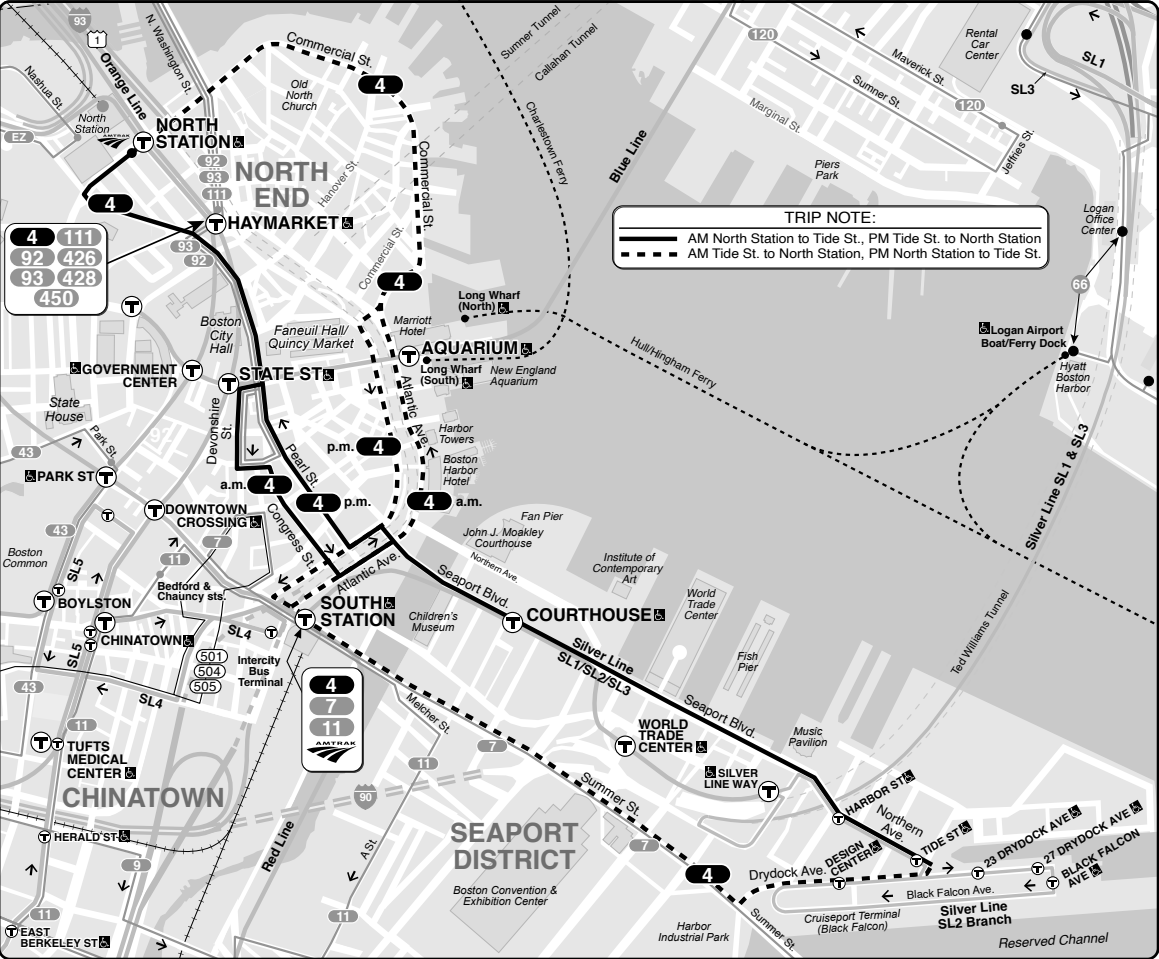 93
1
N. Washington St.
Orange Line
Nashua St.
North
Station
AMTRAK
NORTH
STATION
EZ
92
93
111
NORTH
END
Commercial St.
Old
North
Church
4
Hanover St.
Commercial St.
Commercial St.
4
4
HAYMARKET
93
92
4 111
92 426
93 428
450
Sumner Tunnel
Callahan Tunnel
Charlestown Ferry
Blue Line
120
Maverick St.
Sumner St.
120
Marginal St.
Jeffries St.
Piers
Park
Rental
Car
Center
SL3
SL1
Logan
Office
Center
66
TRIP NOTE:
AM North Station to Tide St., PM Tide St. to North Station
AM Tide St. to North Station, PM North Station to Tide St.
Logan Airport
Boat/Ferry Dock
Hyatt
Boston
Harbor
Long Wharf
(North)
Marriott
Hotel
AQUARIUM
Long Wharf
(South)
New England
Aquarium
Hull/Hingham Ferry
Boston
City
Hall
Faneuil Hall/
Quincy Market
GOVERNMENT
CENTER
STATE ST
State
House
Park St.
92
43
PARK ST
Devonshire
St.
Pearl St.
Atlantic Ave.
Harbor
Towers
Boston
Harbor
Hotel
p.m. 4
a.m. 4
4 p.m.
4 a.m.
DOWNTOWN
CROSSING
7
11
43
Boston
Common
SL5
BOYLSTON
Bedford &
Chauncy sts.
Congress St.
Atlantic Ave.
CHINATOWN
SL5
SL4
SOUTH
STATION
501
504
505
Intercity
Bus
Terminal
SL4
43
11
4
7
11
AMTRAK
Fan Pier
John J. Moakley
Courthouse
Northern Ave.
Seaport Blvd.
Children's
Museum
Institute of
Contemporary
Art
COURTHOUSE
World
Trade
Center
Silver Line
SL1/SL2/SL3
Fish
Pier
Seaport Blvd.
Silver Line SL1 & SL3
Ted Williams Tunnel
Melcher St.
7
WORLD
TRADE
CENTER
Music
Pavilion
SILVER
LINE WAY
TUFTS
MEDICAL
CENTER
CHINATOWN
11
90
Summer St.
HERALD ST
Red Line
A St.
9
11
11
EAST
BERKELEY ST
SEAPORT
DISTRICT
Boston Convention &
Exhibition Center
7
4
HARBOR ST
Northern
Ave.
TIDE ST
DESIGN
CENTER
Drydock Ave.
23 DRYDOCK AVE
27 DRYDOCK AVE
BLACK FALCON
AVE
Black Falcon Ave.
Cruiseport Terminal
(Black Falcon)
Silver Line
SL2 Branch
Harbor
Industrial Park
Summer St.
Reserved Channel